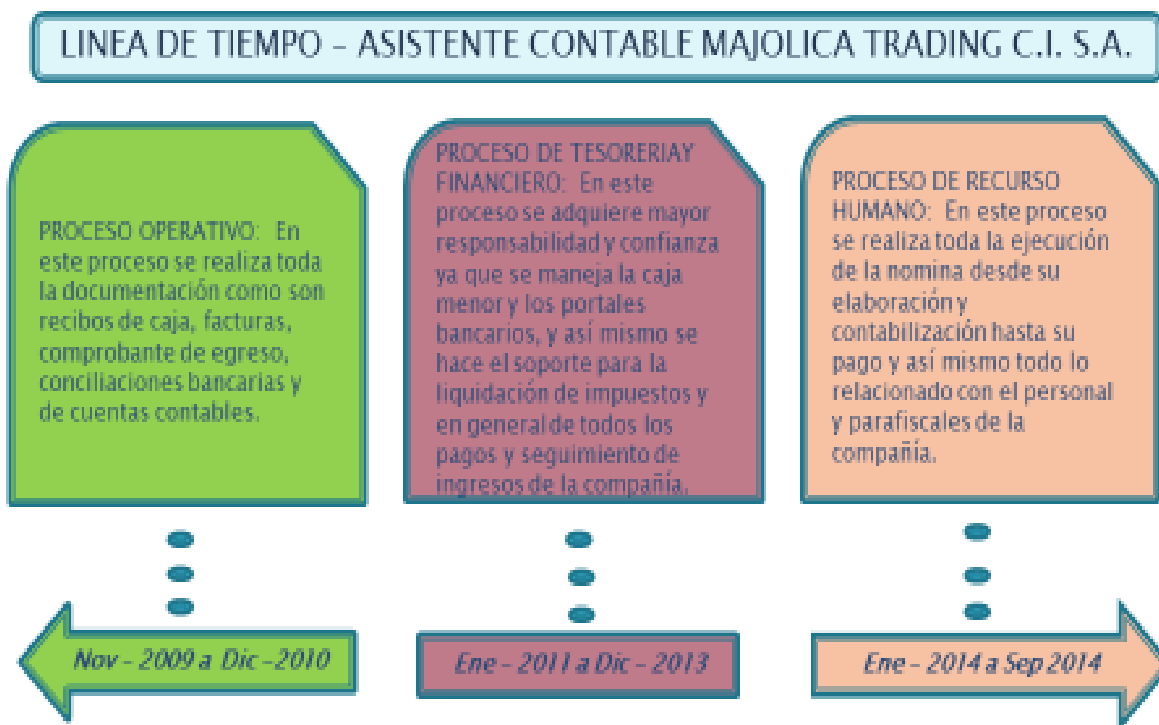 LINEA DE TIEMPO – ASISTENTE CONTABLE MAJOLICA TRADING C.I. S.A.
PROCESO OPERATIVO: En
este proceso se realiza toda
la documentación como son
recibos de caja, facturas,
comprobante de egreso,
conciliaciones bancarias y
de cuentas contables.
PROCESO DE TESORERIAY
FINANCIERO: En este
proceso se adquiere mayor
responsabilidad y confianza
ya que se maneja la caja
menor y los portales
bancarios, y así mismo se
hace el soporte para la
liquidación de impuestos y
en general de todos los
pagos y seguimiento de
ingresos de la compañía.
PROCESO DE RECURSO
HUMANO: En este proceso
se realiza toda la ejecución
de la nomina desde su
elaboración y
contabilización hasta su
pago y así mismo todo lo
relacionado con el personal
y parafiscales de la
compañía.
Nov – 2009 a Dic –2010
Ene – 2011 a Dic – 2013
Ene – 2014 a Sep 2014